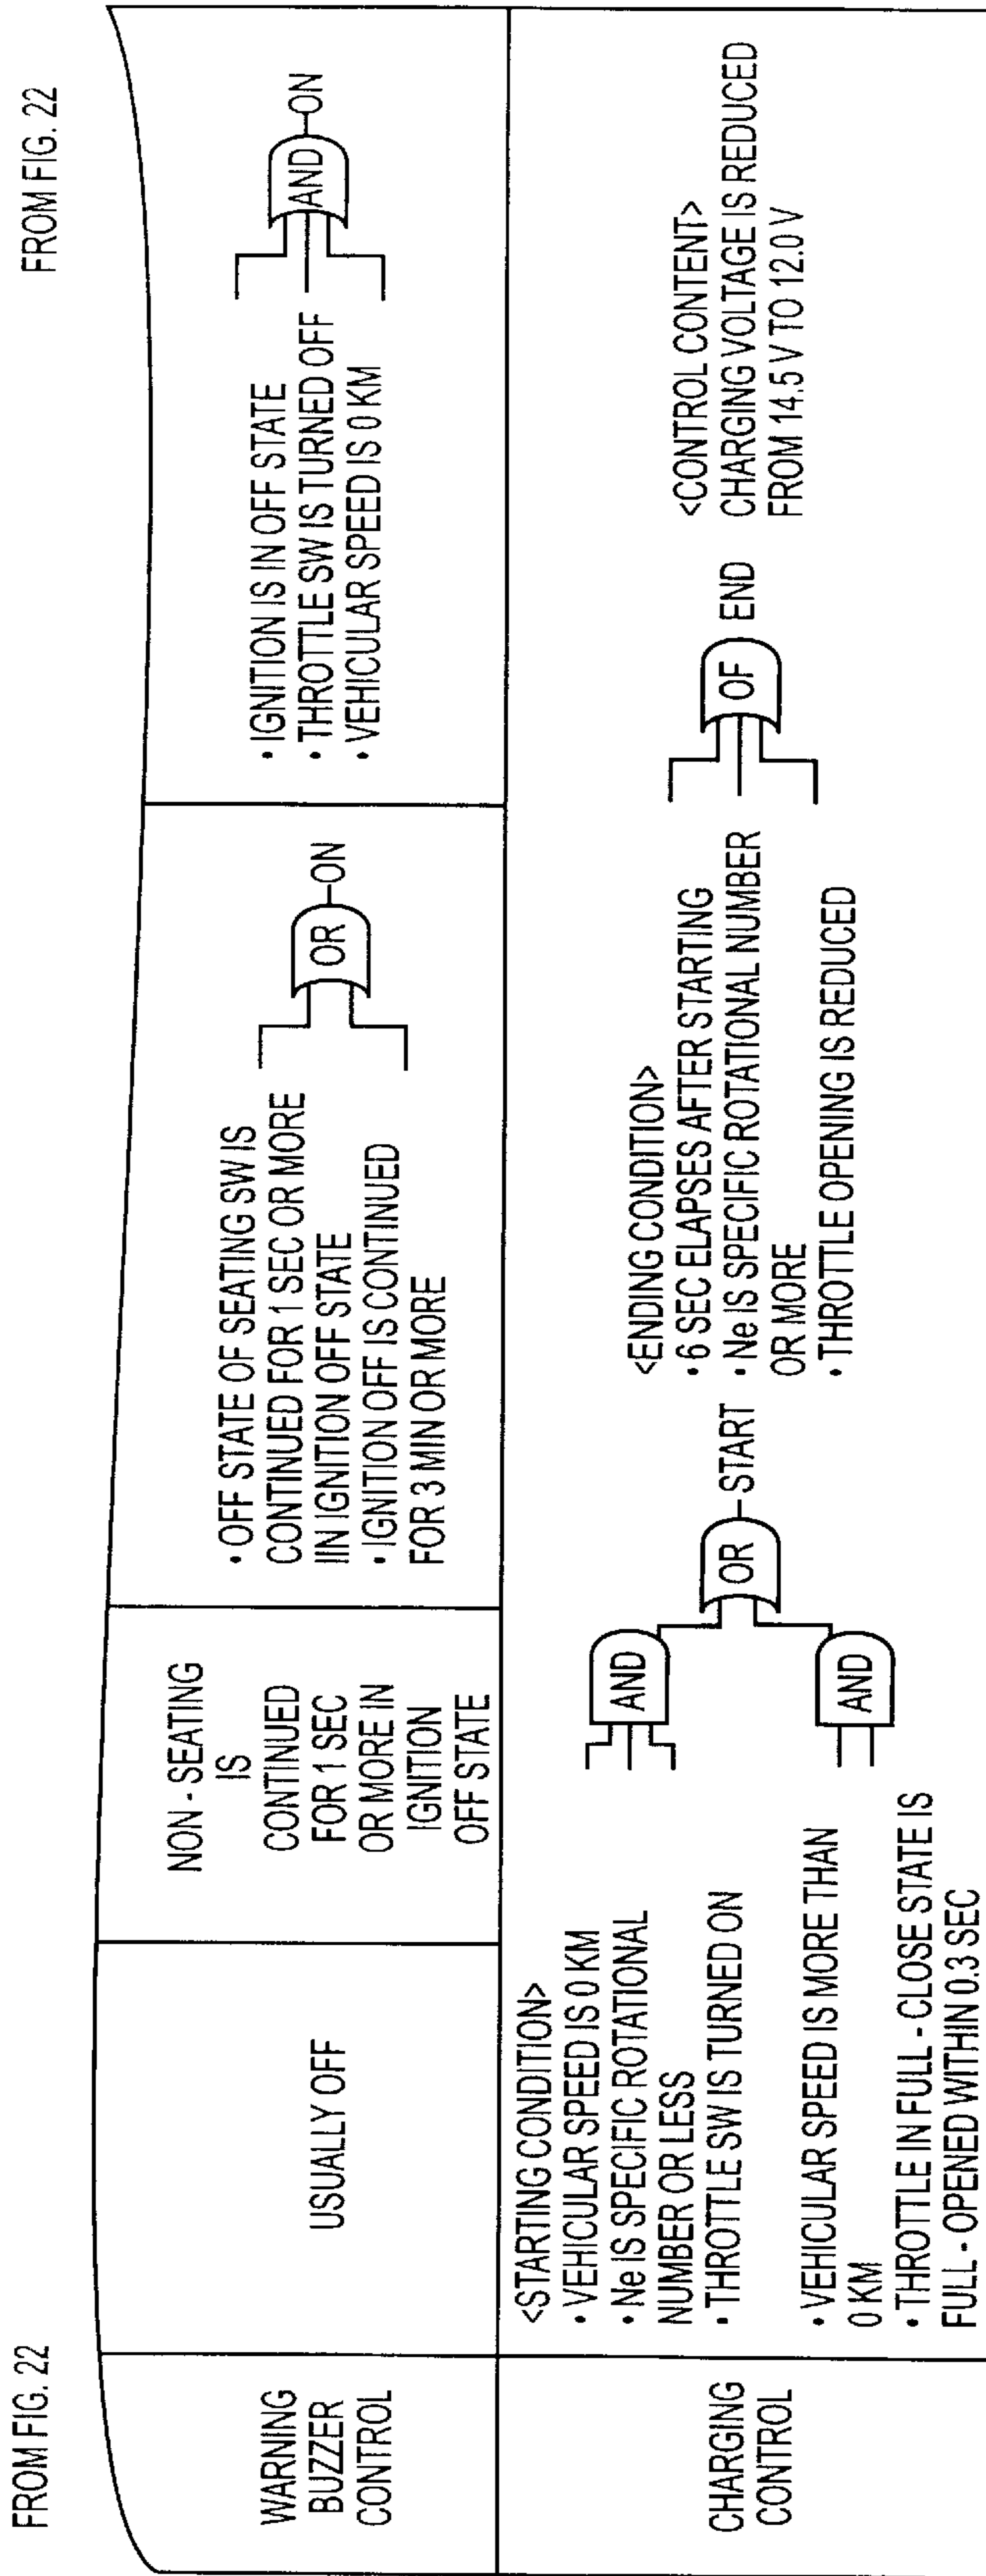 FROM FIG. 22
FROM FIG. 22
WARNING
BUZZER
CONTROL
USUALLY OFF
NON - SEATING
IS
CONTINUED
FOR 1 SEC
OR MORE IN
IGNITION
OFF STATE
• OFF STATE OF SEATING SW IS
CONTINUED FOR 1 SEC OR MORE
IIN IGNITION OFF STATE
• IGNITION OFF IS CONTINUED
FOR 3 MIN OR MORE
OR
ON
• IGNITION IS IN OFF STATE
• THROTTLE SW IS TURNED OFF
• VEHICULAR SPEED IS 0 KM
AND
ON
CHARGING
CONTROL
<STARTING CONDITION>
• VEHICULAR SPEED IS 0 KM
• Ne IS SPECIFIC ROTATIONAL
NUMBER OR LESS
• THROTTLE SW IS TURNED ON
• VEHICULAR SPEED IS MORE THAN
0 KM
• THROTTLE IN FULL - CLOSE STATE IS
FULL - OPENED WITHIN 0.3 SEC
AND
AND
OR
START
<ENDING CONDITION>
• 6 SEC ELAPSES AFTER STARTING
• Ne IS SPECIFIC ROTATIONAL NUMBER
OR MORE
• THROTTLE OPENING IS REDUCED
OF
END
<CONTROL CONTENT>
CHARGING VOLTAGE IS REDUCED
FROM 14.5 V TO 12.0 V